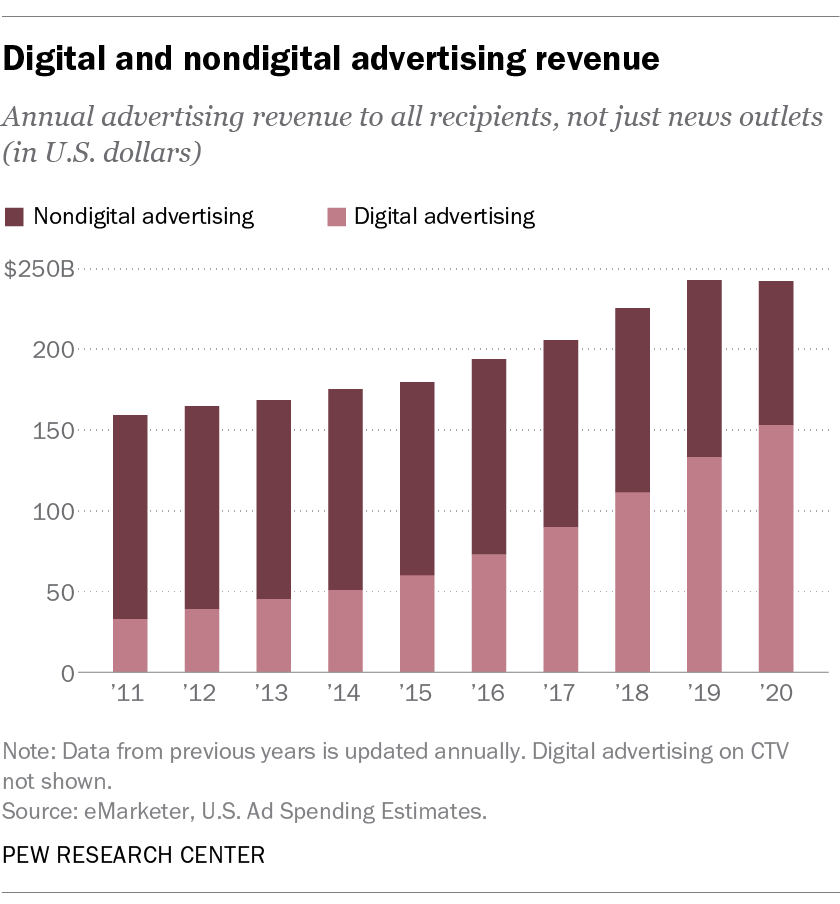 Digital and nondigital advertising revenue
Annual advertising revenue to all recipients, not just news outlets
(in U.S. dollars)
Nondigital advertising Digital advertising
$250B
200
150
100
50
0
’11 ’12 ’13 ’14 ’15 ’16 ’17 ’18 ’19 ’20
Note: Data from previous years is updated annually. Digital advertising on CTV
not shown.
Source: eMarketer, U.S. Ad Spending Estimates.
PEW RESEARCH CENTER